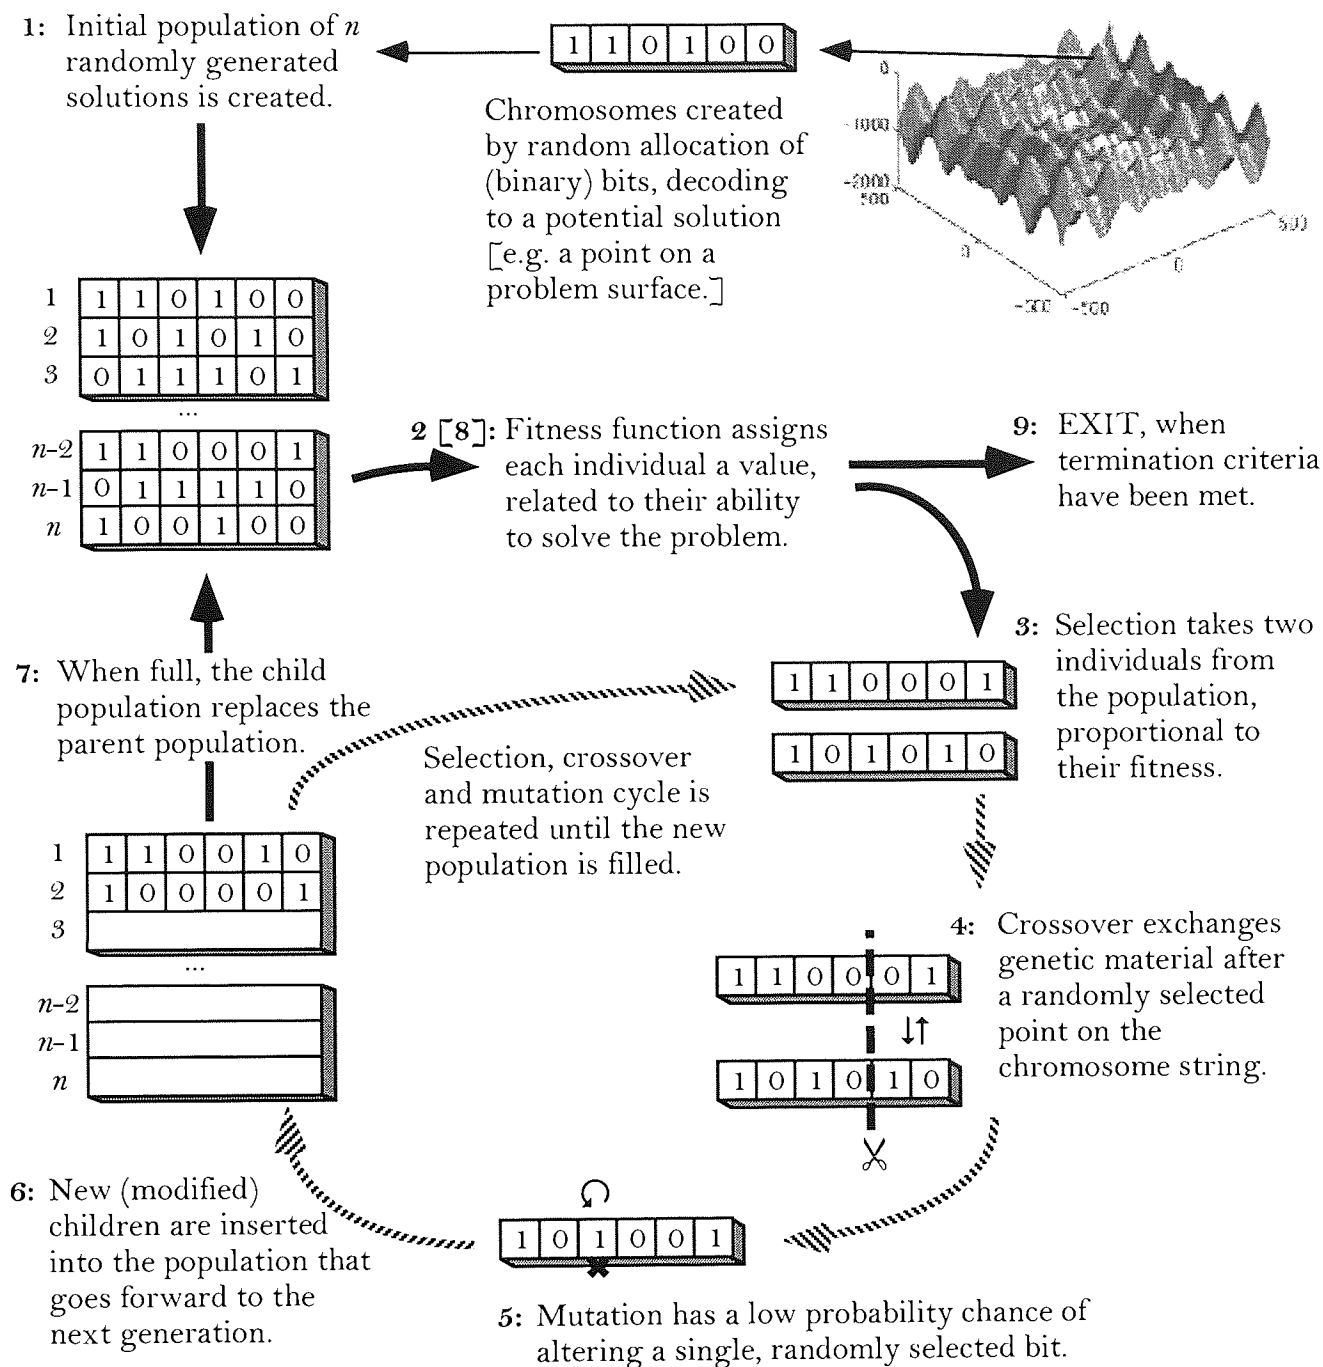 1: Initial population of n
randomly generated
solutions is created.
1 1 0 1 0 0
Chromosomes created
by random allocation of
(binary) bits, decoding
to a potential solution
[e.g. a point on a
problem surface.]
0
-1000
-2000
500
0
-500
0
500
1 1 1 0 1 0 0
2 1 0 1 0 1 0
3 0 1 1 1 0 1
...
n-2 1 1 0 0 0 1
n-1 0 1 1 1 1 0
n 1 0 0 1 0 0
2 [8]: Fitness function assigns
each individual a value,
related to their ability
to solve the problem.
9: EXIT, when
termination criteria
have been met.
3: Selection takes two
individuals from
the population,
proportional to
their fitness.
1 1 0 0 0 1
1 0 1 0 1 0
7: When full, the child
population replaces the
parent population.
Selection, crossover
and mutation cycle is
repeated until the new
population is filled.
1 1 1 0 0 1 0
2 1 0 0 0 0 1
3
...
n-2
n-1
n
4: Crossover exchanges
genetic material after
a randomly selected
point on the
chromosome string.
1 1 0 0 0 1
1 0 1 0 1 0
6: New (modified)
children are inserted
into the population that
goes forward to the
next generation.
1 0 1 0 0 1
5: Mutation has a low probability chance of
altering a single, randomly selected bit.